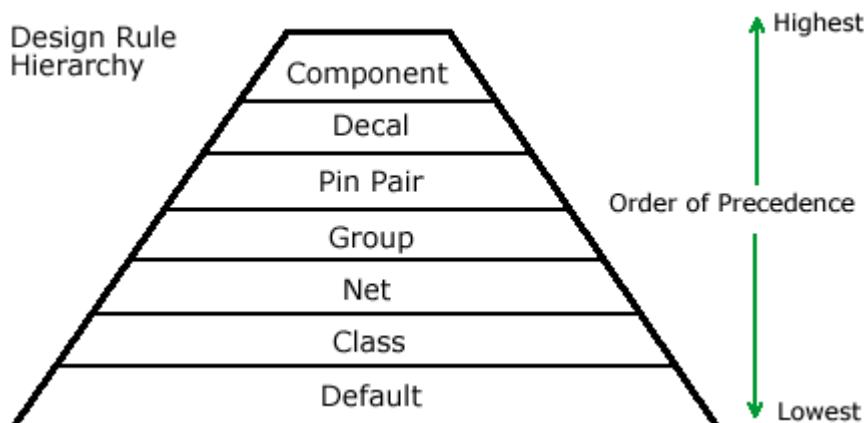 Design Rule
Hierarchy
Highest
Component
Decal
Pin Pair
Order of Precedence
Group
Net
Class
Default
Lowest